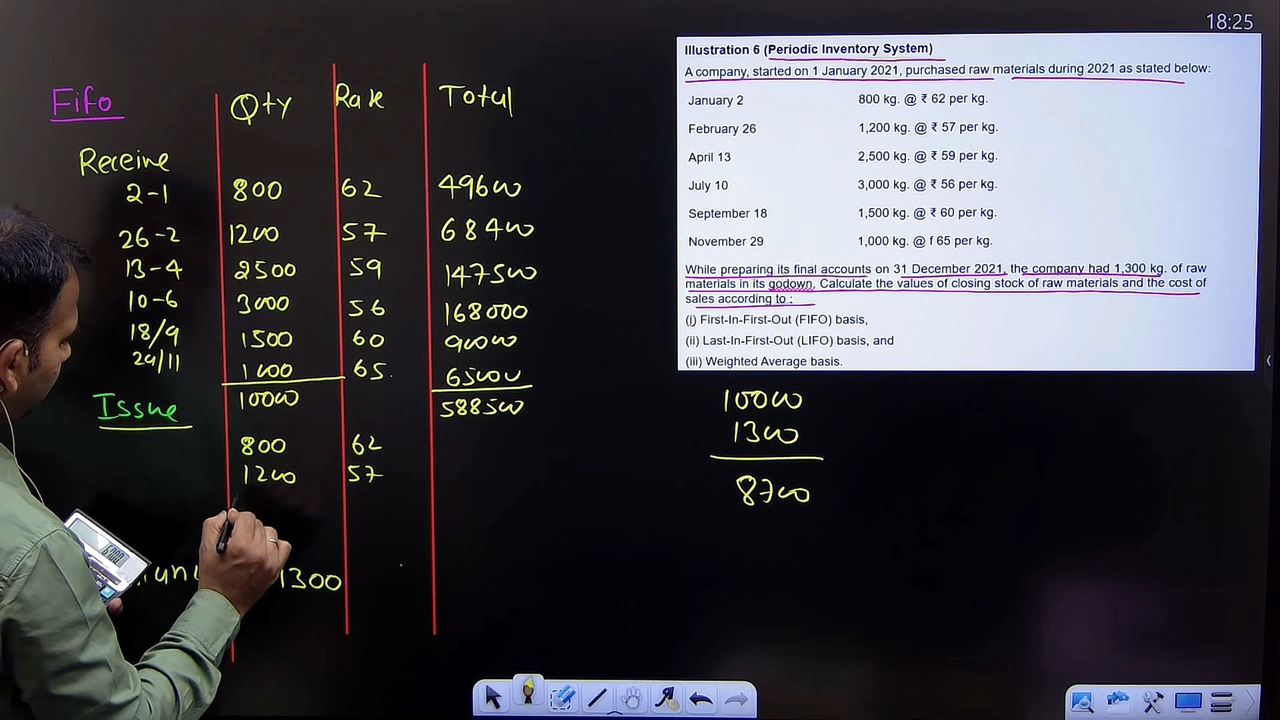 18:25
Illustration 6 (Periodic Inventory System)
A company, started on 1 January 2021, purchased raw materials during 2021 as stated below:
January 2 800 kg. @ ₹ 62 per kg.
February 26 1,200 kg. @ ₹ 57 per kg.
April 13 2,500 kg. @ ₹ 59 per kg.
July 10 3,000 kg. @ ₹ 56 per kg.
September 18 1,500 kg. @ ₹ 60 per kg.
November 29 1,000 kg. @ f 65 per kg.
While preparing its final accounts on 31 December 2021, the company had 1,300 kg. of raw
materials in its godown. Calculate the values of closing stock of raw materials and the cost of
sales according to :
(i) First-In-First-Out (FIFO) basis,
(ii) Last-In-First-Out (LIFO) basis, and
(iii) Weighted Average basis.
Fifo Qty Rate Total
Receive
2-1 800 62 49600
26-2 1200 57 68400
13-4 2500 59 147500
10-6 3000 56 168000
18/9 1500 60 90000
29/11 1000 65. 65000
10000 588500
Issue
800 62
1200 57
1300
10000
1300
8700